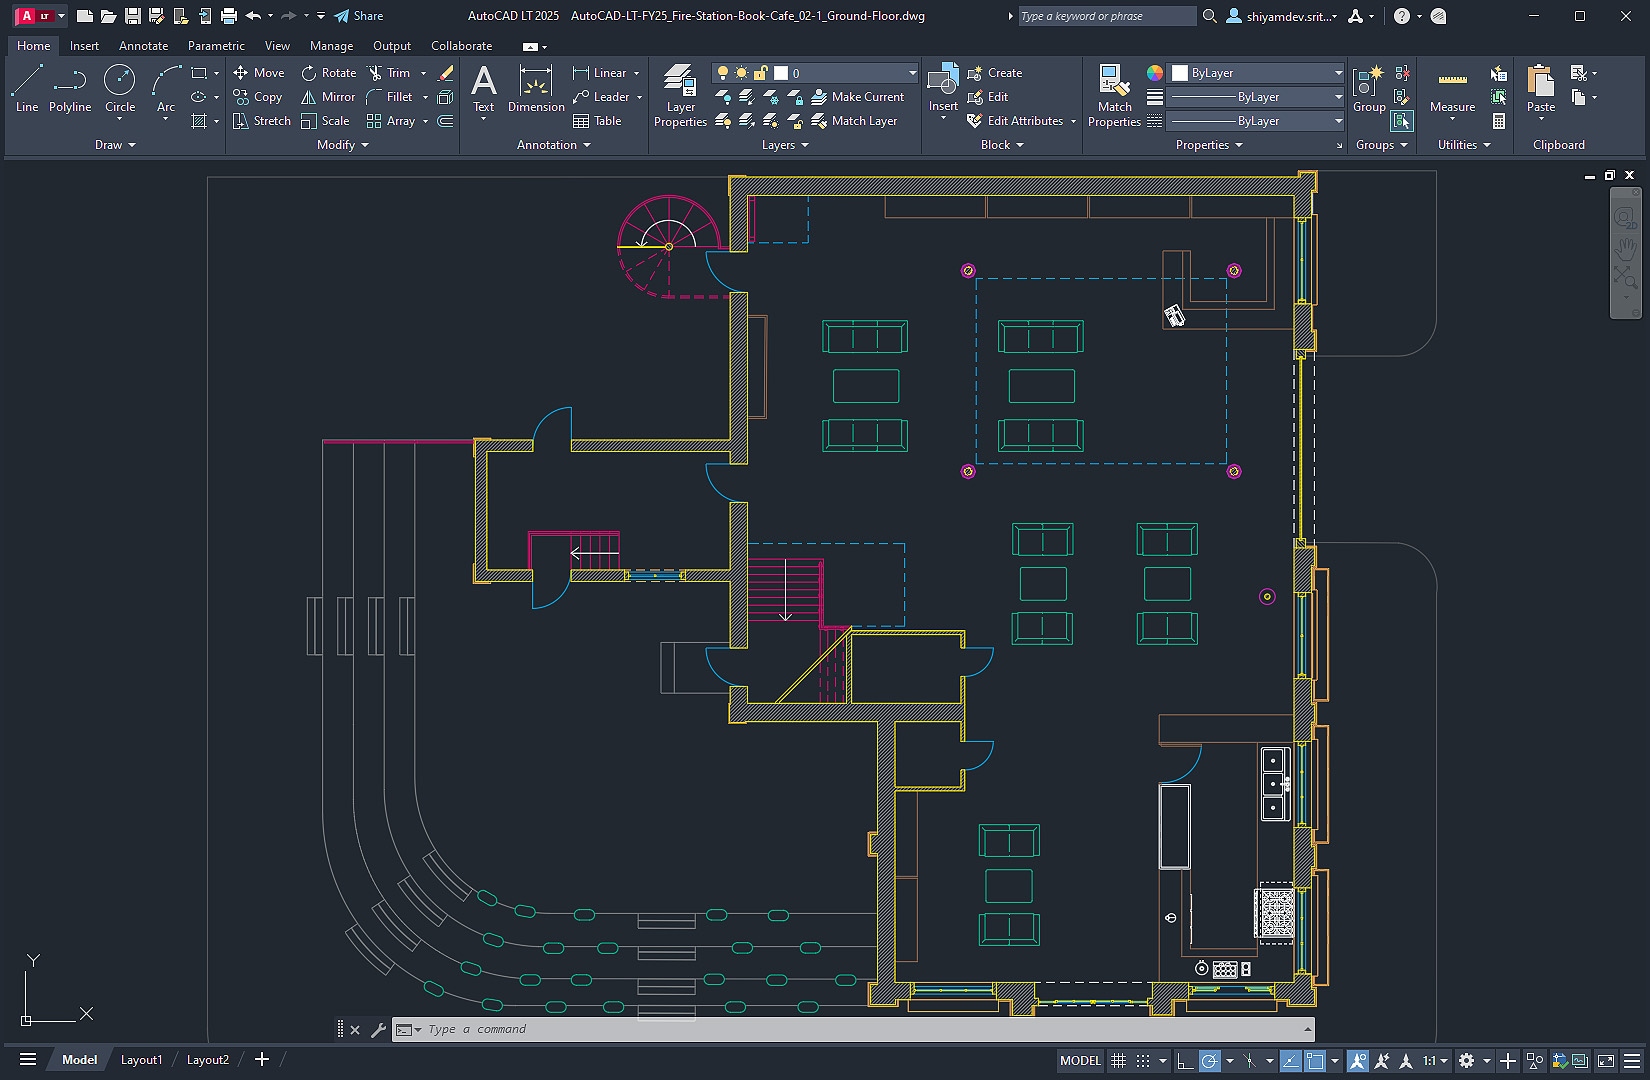 A LT Share AutoCAD LT 2025 AutoCAD-LT-FY25_Fire-Station-Book-Cafe_02-1_Ground-Floor.dwg Type a keyword or phrase shiyamdev.srit...
Home Insert Annotate Parametric View Manage Output Collaborate
Line Polyline Circle Arc
Move Rotate Trim
Copy Mirror Fillet
Stretch Scale Array
Text Dimension
Linear
Leader
Table
Layer
Properties
0
Make Current
Match Layer
Insert
Create
Edit
Edit Attributes
Match
Properties
ByLayer
ByLayer
ByLayer
Group
Measure
Paste
Draw Modify Annotation Layers Block Properties Groups Utilities Clipboard
2D
Y
X
Type a command
Model Layout1 Layout2 + MODEL 1:1